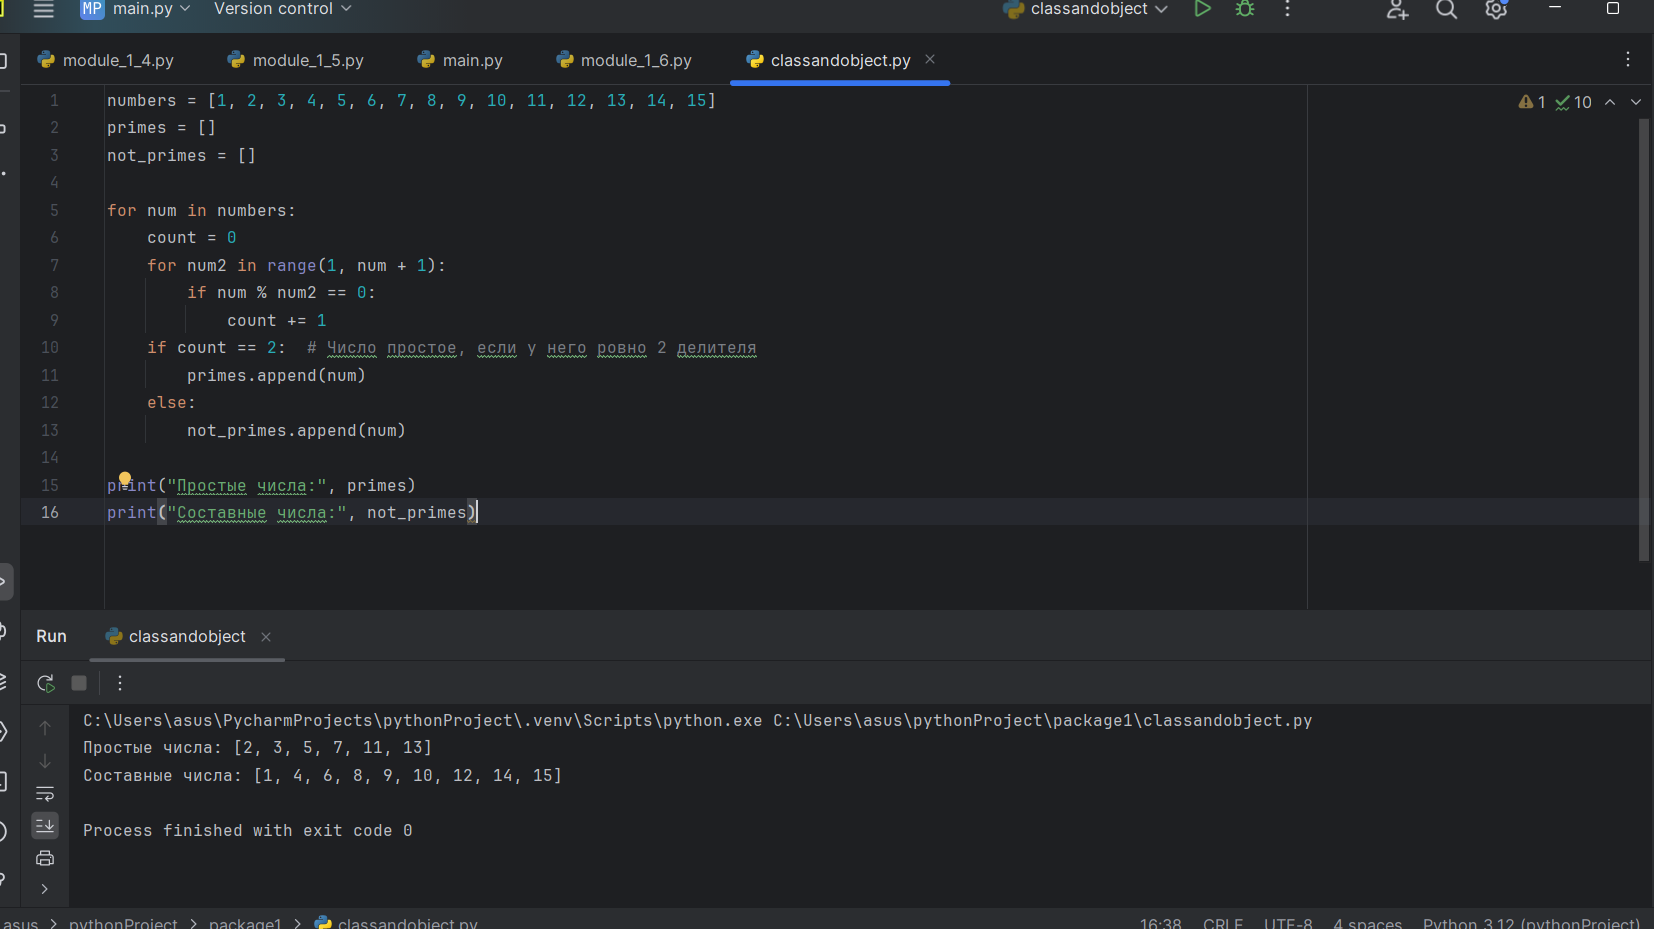 MP main.py Version control classandobject
module_1_4.py module_1_5.py main.py module_1_6.py classandobject.py
1 numbers = [1, 2, 3, 4, 5, 6, 7, 8, 9, 10, 11, 12, 13, 14, 15] 1 10
2 primes = []
3 not_primes = []
4
5 for num in numbers:
6 count = 0
7 for num2 in range(1, num + 1):
8 if num % num2 == 0:
9 count += 1
10 if count == 2: # Число простое, если у него ровно 2 делителя
11 primes.append(num)
12 else:
13 not_primes.append(num)
14
15 print("Простые числа:", primes)
16 print("Составные числа:", not_primes)
Run classandobject
C:\Users\asus\PycharmProjects\pythonProject\.venv\Scripts\python.exe C:\Users\asus\pythonProject\package1\classandobject.py
Простые числа: [2, 3, 5, 7, 11, 13]
Составные числа: [1, 4, 6, 8, 9, 10, 12, 14, 15]
Process finished with exit code 0
asus pythonProject package1 classandobject.py 16:38 CRLF UTF-8 4 spaces Python 3.12 (pythonProject)